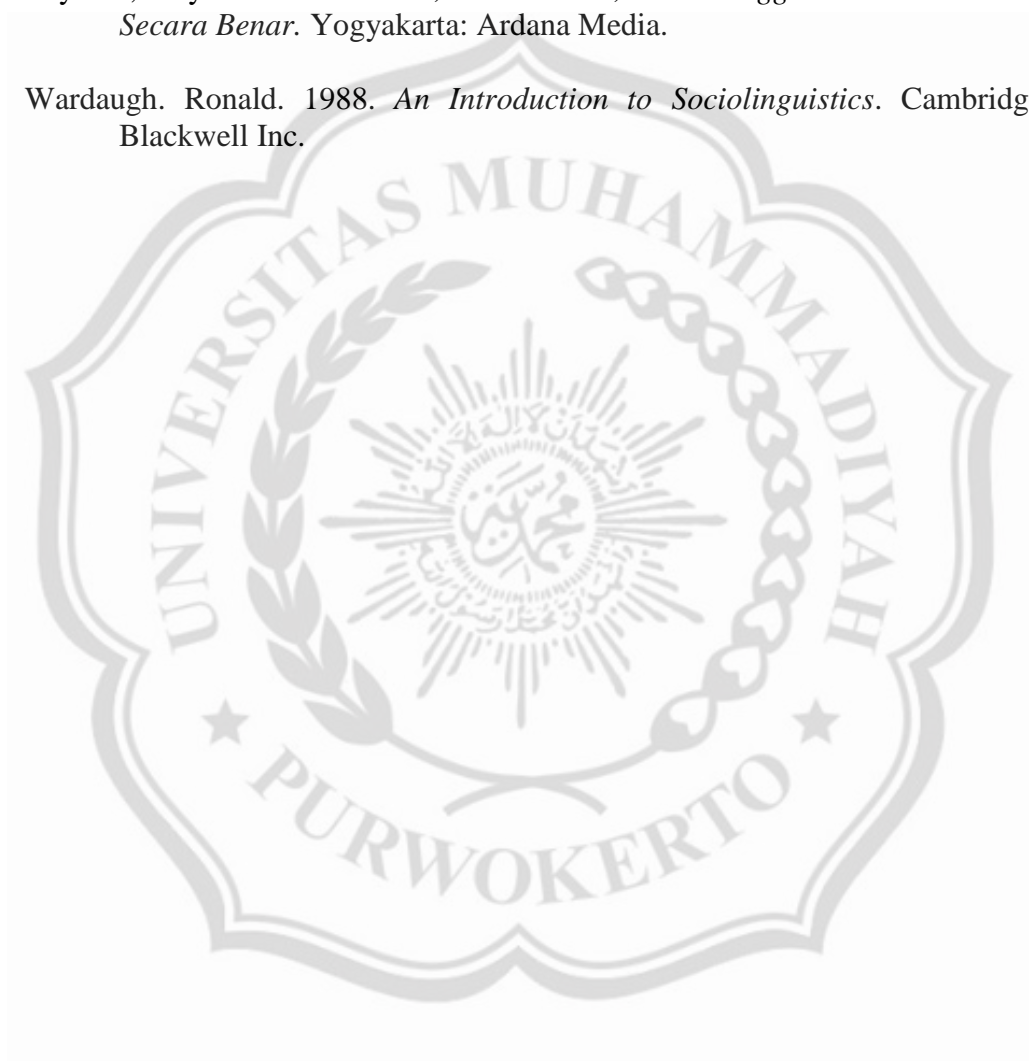 Secara Benar. Yogyakarta: Ardana Media.
Wardaugh. Ronald. 1988. An Introduction to Sociolinguistics. Cambridg
Blackwell Inc.
UNIVERSITAS MUHAMMADIYAH
PURWOKERTO